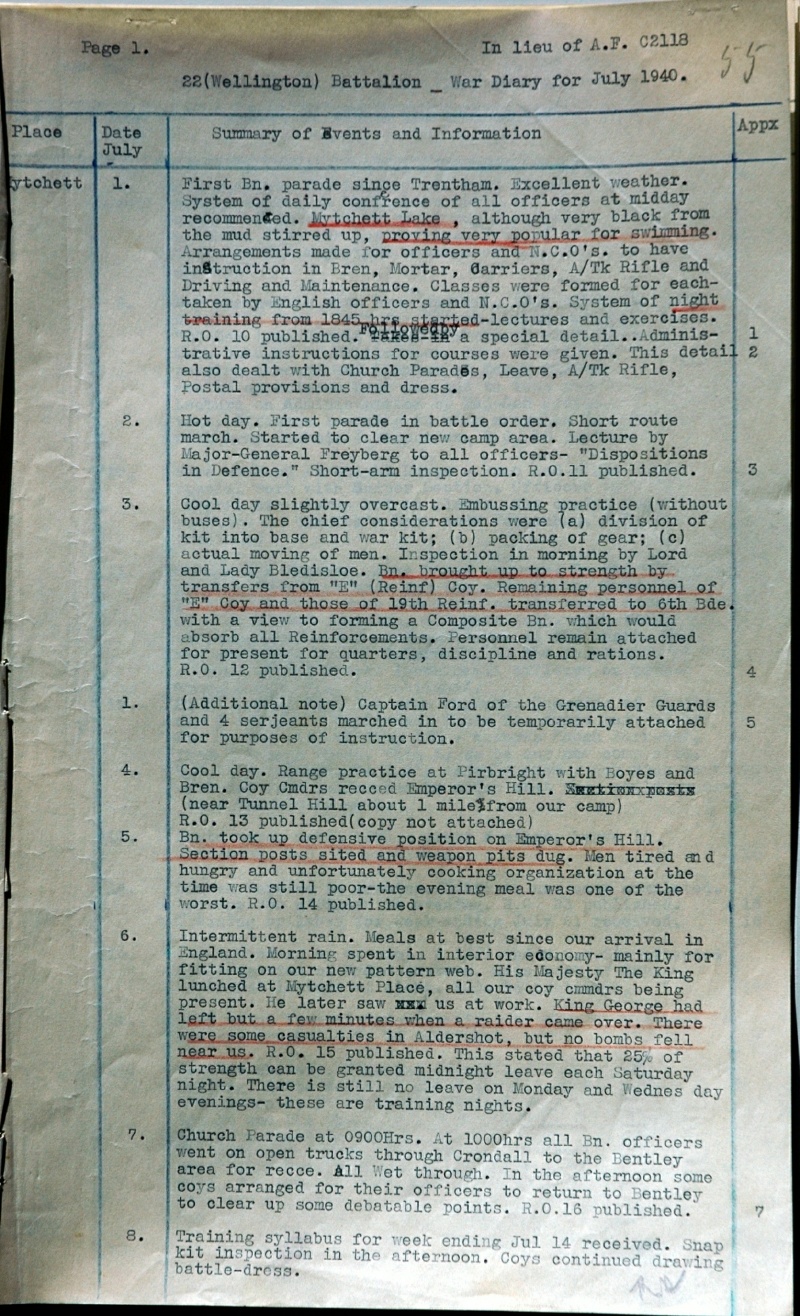 Page 1.
In lieu of A.F. C2118
55
22(Wellington) Battalion _ War Diary for July 1940.
Place
Date
July
Summary of Events and Information
Appx
ytchett
1.
First Bn. parade since Trentham. Excellent weather.
System of daily confrence of all officers at midday
recommenced. Mytchett Lake , although very black from
the mud stirred up, proving very popular for swimming.
Arrangements made for officers and N.C.O's. to have
instruction in Bren, Mortar, Carriers, A/Tk Rifle and
Driving and Maintenance. Classes were formed for each-
taken by English officers and N.C.O's. System of night
training from 1845 hrs started-lectures and exercises.
Followedby
R.O. 10 published. a special detail..Adminis- 1
trative instructions for courses were given. This detail 2
also dealt with Church Parades, Leave, A/Tk Rifle,
Postal provisions and dress.
2.
Hot day. First parade in battle order. Short route
march. Started to clear new camp area. Lecture by
Major-General Freyberg to all officers- "Dispositions
in Defence." Short-arm inspection. R.O.11 published. 3
3.
Cool day slightly overcast. Embussing practice (without
buses). The chief considerations were (a) division of
kit into base and war kit; (b) packing of gear; (c)
actual moving of men. Inspection in morning by Lord
and Lady Bledisloe. Bn. brought up to strength by
transfers from "E" (Reinf) Coy. Remaining personnel of
"E" Coy and those of 19th Reinf. transferred to 6th Bde.
with a view to forming a Composite Bn. which would
absorb all Reinforcements. Personnel remain attached
for present for quarters, discipline and rations.
R.O. 12 published. 4
1.
(Additional note) Captain Ford of the Grenadier Guards
and 4 serjeants marched in to be temporarily attached 5
for purposes of instruction.
4.
Cool day. Range practice at Pirbright with Boyes and
Bren. Coy Cmdrs recced Emperor's Hill.
(near Tunnel Hill about 1 mile from our camp)
R.O. 13 published(copy not attached)
5.
Bn. took up defensive position on Emperor's Hill.
Section posts sited and weapon pits dug. Men tired and
hungry and unfortunately cooking organization at the
time was still poor-the evening meal was one of the
worst. R.O. 14 published.
6.
Intermittent rain. Meals at best since our arrival in
England. Morning spent in interior economy- mainly for
fitting on our new pattern web. His Majesty The King
lunched at Mytchett Place, all our coy cmmdrs being
present. He later saw xxx us at work. King George had
left but a few minutes when a raider came over. There
were some casualties in Aldershot, but no bombs fell
near us. R.O. 15 published. This stated that 25% of
strength can be granted midnight leave each Saturday
night. There is still no leave on Monday and Wednes day
evenings- these are training nights.
7.
Church Parade at 0900Hrs. At 1000hrs all Bn. officers
went on open trucks through Crondall to the Bentley
area for recce. All Wet through. In the afternoon some
coys arranged for their officers to return to Bentley
to clear up some debatable points. R.O.16 published. 7
8.
Training syllabus for week ending Jul 14 received. Snap
kit inspection in the afternoon. Coys continued drawing
battle-dress.